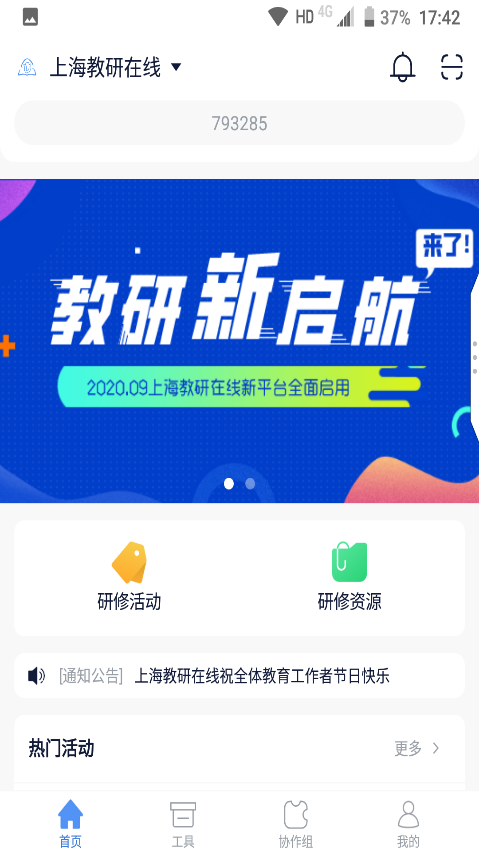 HD 4G 37% 17:42
上海教研在线
793285
来了!
教研新启航
2020.09上海教研在线新平台全面启用
研修活动
研修资源
[通知公告] 上海教研在线祝全体教育工作者节日快乐
热门活动
更多
首页
工具
协作组
我的